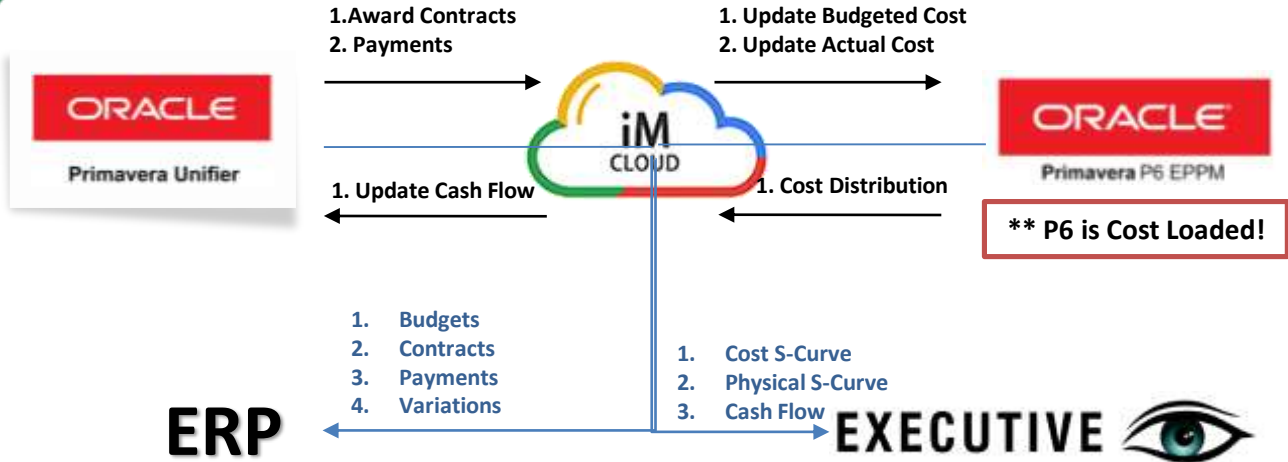 1.Award Contracts
2. Payments
1. Update Budgeted Cost
2. Update Actual Cost
ORACLE
Primavera Unifier
iM
CLOUD
ORACLE
Primavera P6 EPPM
1. Update Cash Flow
1. Cost Distribution
** P6 is Cost Loaded!
1. Budgets
2. Contracts
3. Payments
4. Variations
1. Cost S-Curve
2. Physical S-Curve
3. Cash Flow
ERP
EXECUTIVE